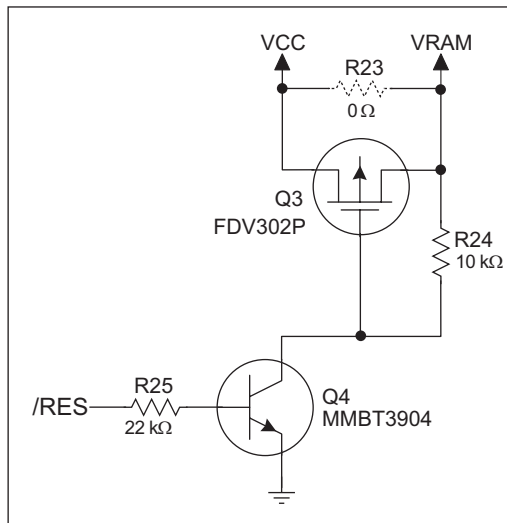 VCC
VRAM
R23
0 Ω
Q3
FDV302P
R24
10 kΩ
R25
/RES
22 kΩ
Q4
MMBT3904